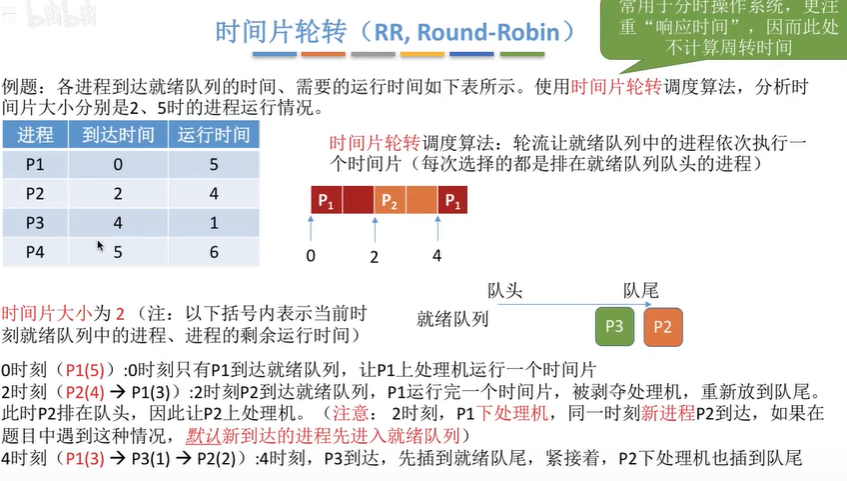 时间片轮转（RR, Round-Robin）
常用于分时操作系统，更注
重“响应时间”，因而此处
不计算周转时间
例题：各进程到达就绪队列的时间、需要的运行时间如下表所示。使用时间片轮转调度算法，分析时
间片大小分别是2、5时的进程运行情况。
进程 到达时间 运行时间
P1 0 5
P2 2 4
P3 4 1
P4 5 6
时间片轮转调度算法：轮流让就绪队列中的进程依次执行一
个时间片（每次选择的都是排在就绪队列队头的进程）
P1 P2 P1
0 2 4
时间片大小为 2 （注：以下括号内表示当前时
刻就绪队列中的进程、进程的剩余运行时间）
队头 队尾
就绪队列 P3 P2
0时刻（P1(5)）:0时刻只有P1到达就绪队列，让P1上处理机运行一个时间片
2时刻（P2(4) → P1(3)）:2时刻P2到达就绪队列，P1运行完一个时间片，被剥夺处理机，重新放到队尾。
此时P2排在队头，因此让P2上处理机。（注意： 2时刻，P1下处理机，同一时刻新进程P2到达，如果在
题目中遇到这种情况，默认新到达的进程先进入就绪队列）
4时刻（P1(3) → P3(1) → P2(2)）:4时刻，P3到达，先插到就绪队尾，紧接着，P2下处理机也插到队尾